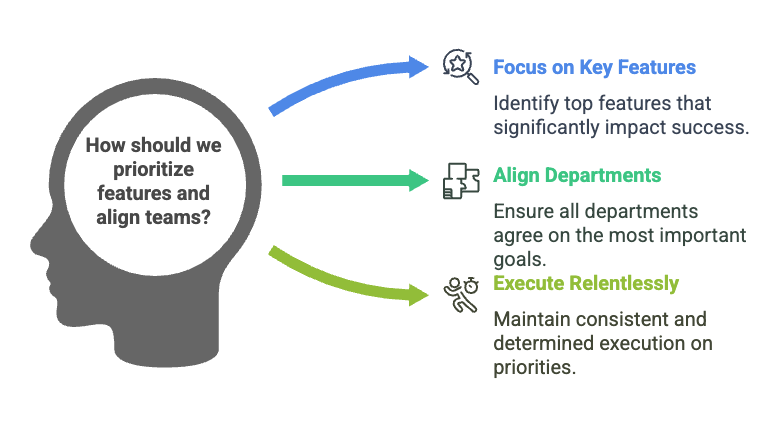 How should we
prioritize
features and
align teams?
Focus on Key Features
Identify top features that
significantly impact success.
Align Departments
Ensure all departments
agree on the most important
goals.
Execute Relentlessly
Maintain consistent and
determined execution on
priorities.